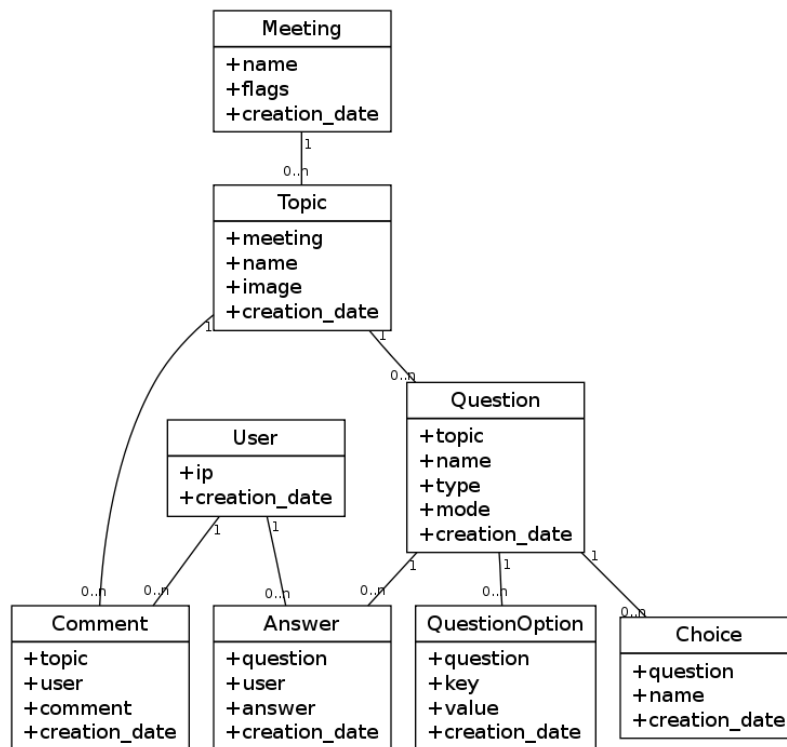 Meeting
+name
+flags
+creation_date
1
0..n
Topic
+meeting
+name
+image
+creation_date
1
1
0..n
Question
+topic
+name
+type
+mode
+creation_date
User
+ip
+creation_date
1
1
1
1
1
0..n
0..n
0..n
0..n
0..n
0..n
Comment
+topic
+user
+comment
+creation_date
Answer
+question
+user
+answer
+creation_date
QuestionOption
+question
+key
+value
+creation_date
Choice
+question
+name
+creation_date